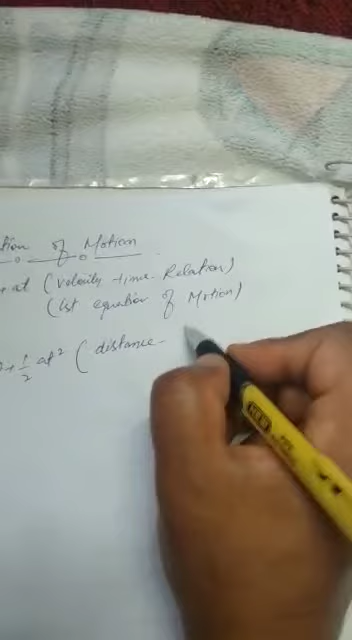 tion of Motion
at (Velocity time Relation)
(1st equation of Motion)
+ 1/2 at² ( distance-